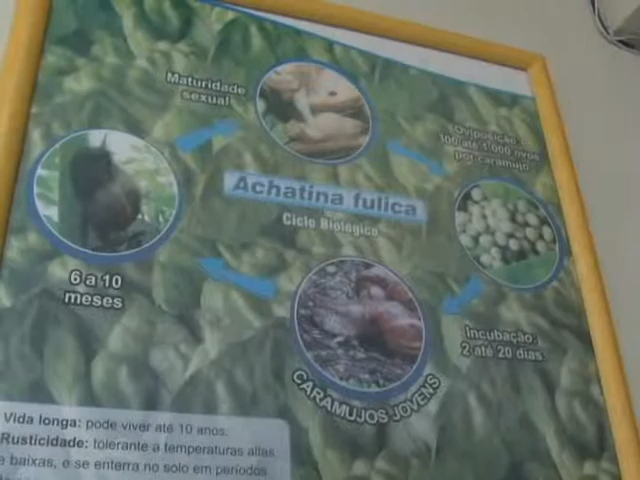 Maturidade
sexual
Oviposição:
100 até 1.000 ovos
por caramujo
Achatina fulica
Ciclo Biológico
6 a 10
meses
Incubação:
2 até 20 dias
CARAMUJOS JOVENS
Vida longa: pode viver até 10 anos.
Rusticidade: tolerante a temperaturas altas
e baixas, e se enterra no solo em períodos